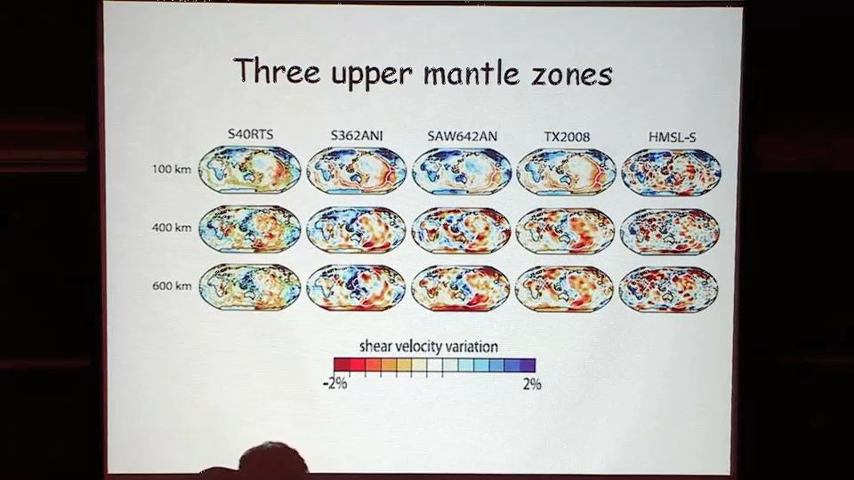 Three upper mantle zones
S40RTS S362ANI SAW642AN TX2008 HMSL-S
100 km
400 km
600 km
shear velocity variation
-2% 2%